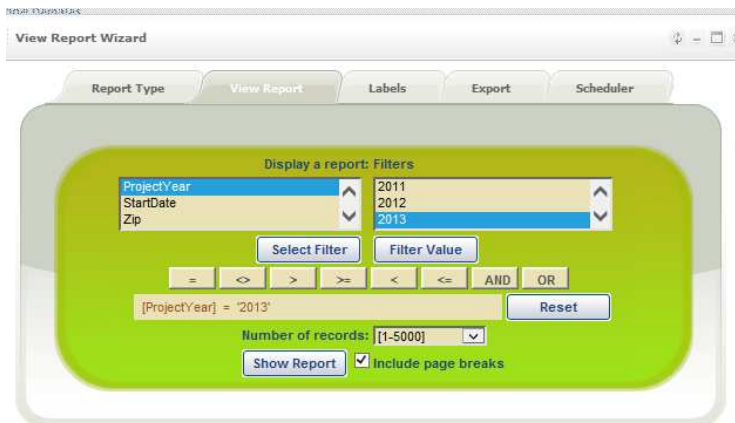 View Report Wizard
Report Type View Report Labels Export Scheduler
Display a report: Filters
ProjectYear 2011
StartDate 2012
Zip 2013
Select Filter Filter Value
= <> > >= < <= AND OR
[ProjectYear] = '2013' Reset
Number of records: [1-5000]
Show Report Include page breaks